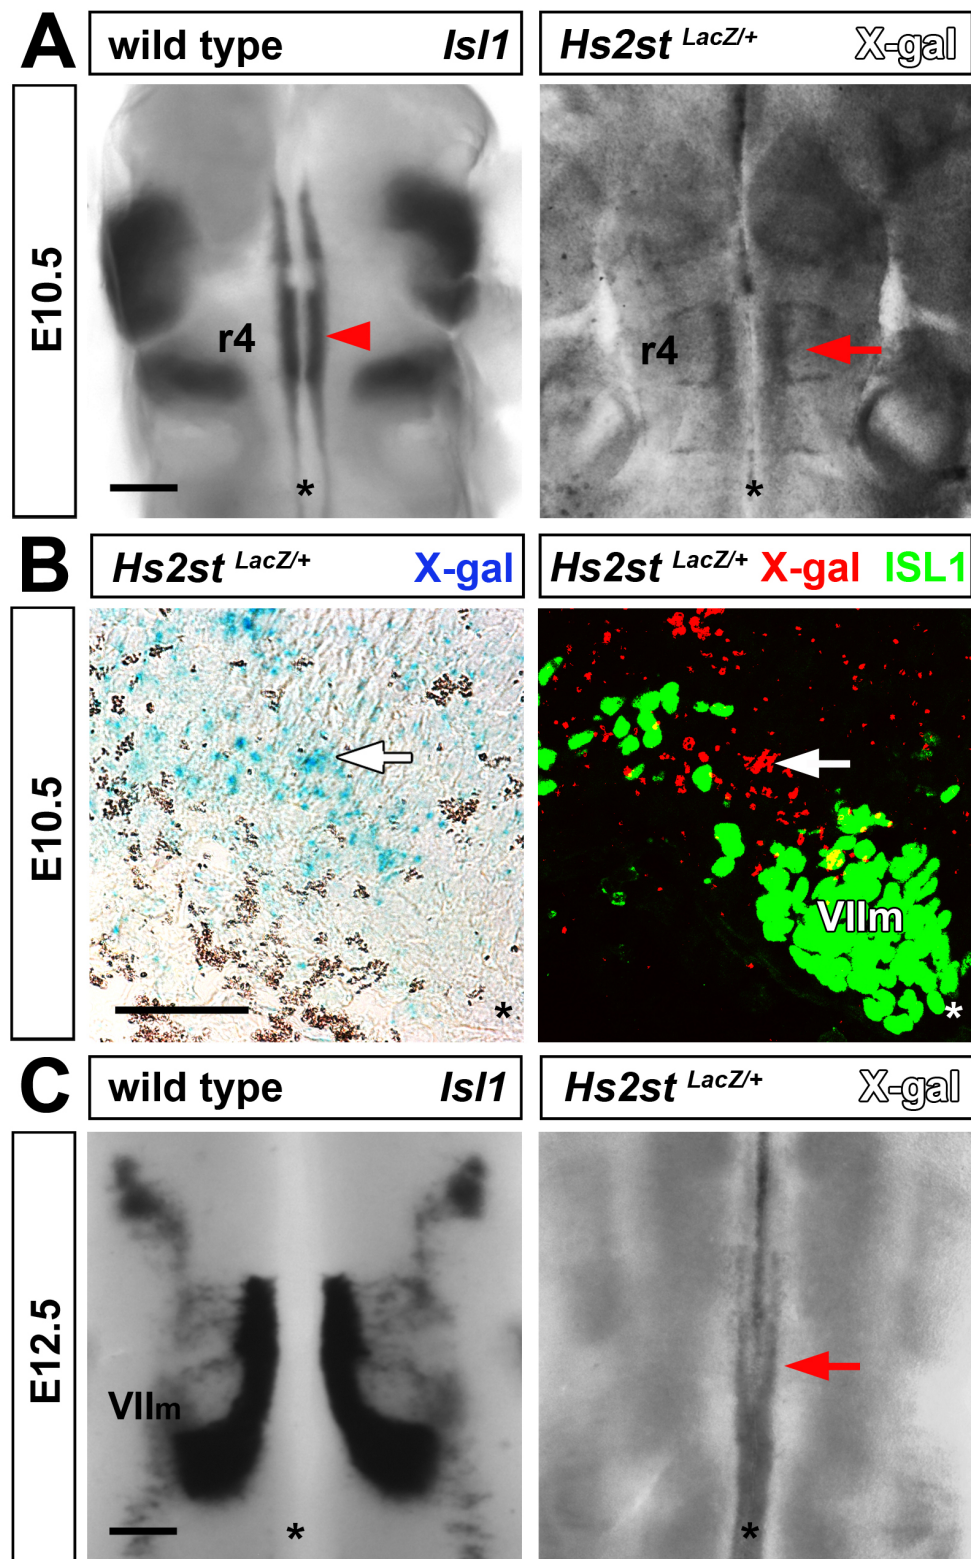 A
wild type Isl1
Hs2st LacZ/+ X-gal
E10.5
r4
*
r4
*
B
Hs2st LacZ/+ X-gal
Hs2st LacZ/+ X-gal ISL1
E10.5
*
VIIm
*
C
wild type Isl1
Hs2st LacZ/+ X-gal
E12.5
VIIm
*
*